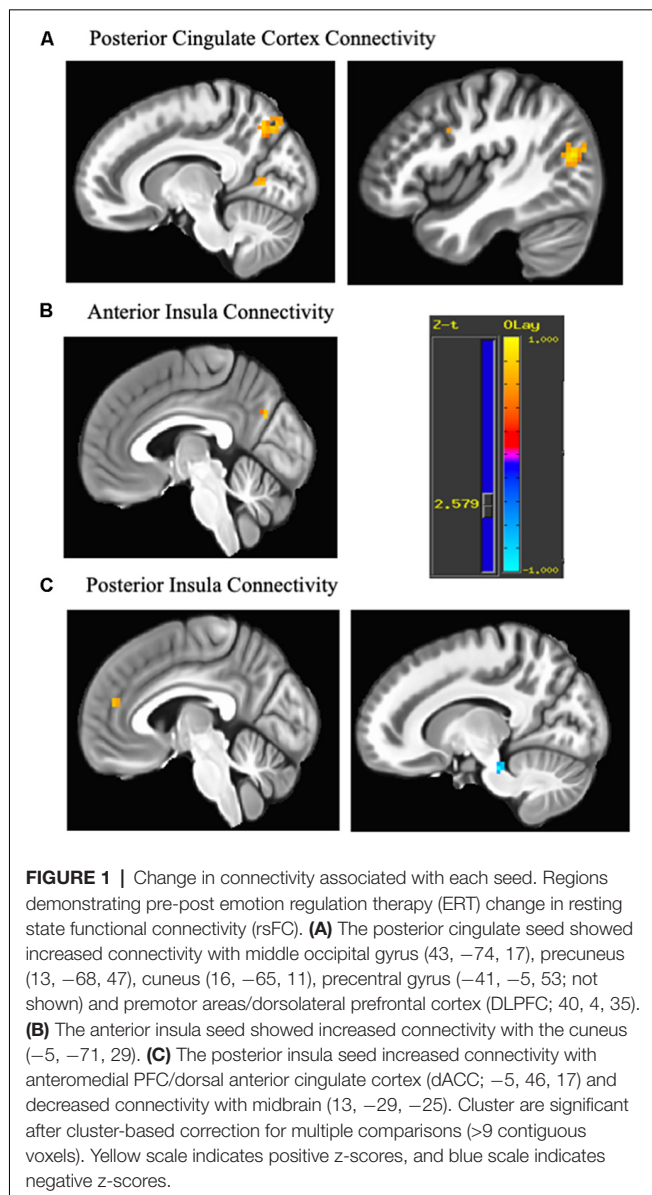 A Posterior Cingulate Cortex Connectivity
B Anterior Insula Connectivity
Z-t OLay
1.000
2.579
-1.000
C Posterior Insula Connectivity
FIGURE 1 | Change in connectivity associated with each seed. Regions
demonstrating pre-post emotion regulation therapy (ERT) change in resting
state functional connectivity (rsFC). (A) The posterior cingulate seed showed
increased connectivity with middle occipital gyrus (43, −74, 17), precuneus
(13, −68, 47), cuneus (16, −65, 11), precentral gyrus (−41, −5, 53; not
shown) and premotor areas/dorsolateral prefrontal cortex (DLPFC; 40, 4, 35).
(B) The anterior insula seed showed increased connectivity with the cuneus
(−5, −71, 29). (C) The posterior insula seed increased connectivity with
anteromedial PFC/dorsal anterior cingulate cortex (dACC; −5, 46, 17) and
decreased connectivity with midbrain (13, −29, −25). Cluster are significant
after cluster-based correction for multiple comparisons (>9 contiguous
voxels). Yellow scale indicates positive z-scores, and blue scale indicates
negative z-scores.